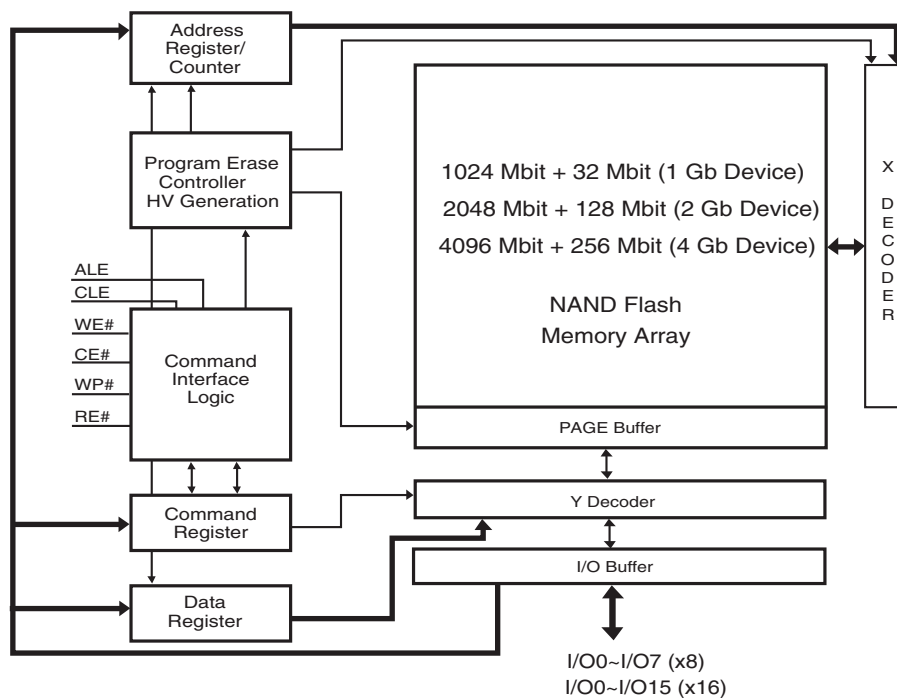 Address
Register/
Counter
Program Erase
Controller
HV Generation
ALE
CLE
WE#
CE#
WP#
RE#
Command
Interface
Logic
Command
Register
Data
Register
1024 Mbit + 32 Mbit (1 Gb Device)
2048 Mbit + 128 Mbit (2 Gb Device)
4096 Mbit + 256 Mbit (4 Gb Device)
NAND Flash
Memory Array
PAGE Buffer
Y Decoder
I/O Buffer
I/O0~I/O7 (x8)
I/O0~I/O15 (x16)
X
D
E
C
O
D
E
R